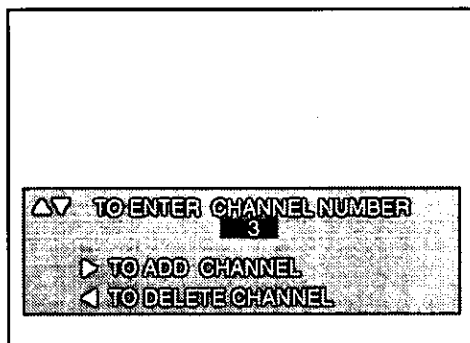 △▽ TO ENTER CHANNEL NUMBER
3
▷ TO ADD CHANNEL
◁ TO DELETE CHANNEL